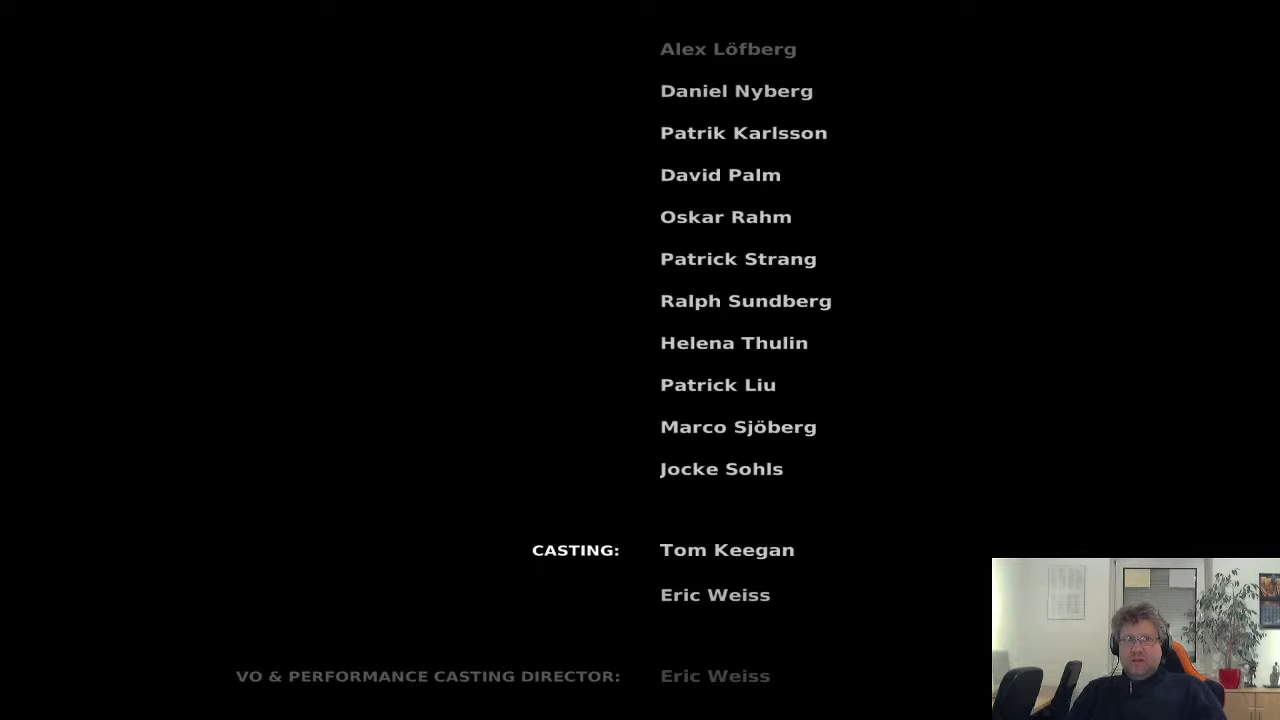 Alex Löfberg
Daniel Nyberg
Patrik Karlsson
David Palm
Oskar Rahm
Patrick Strang
Ralph Sundberg
Helena Thulin
Patrick Liu
Marco Sjöberg
Jocke Sohls
CASTING: Tom Keegan
Eric Weiss
VO & PERFORMANCE CASTING DIRECTOR: Eric Weiss